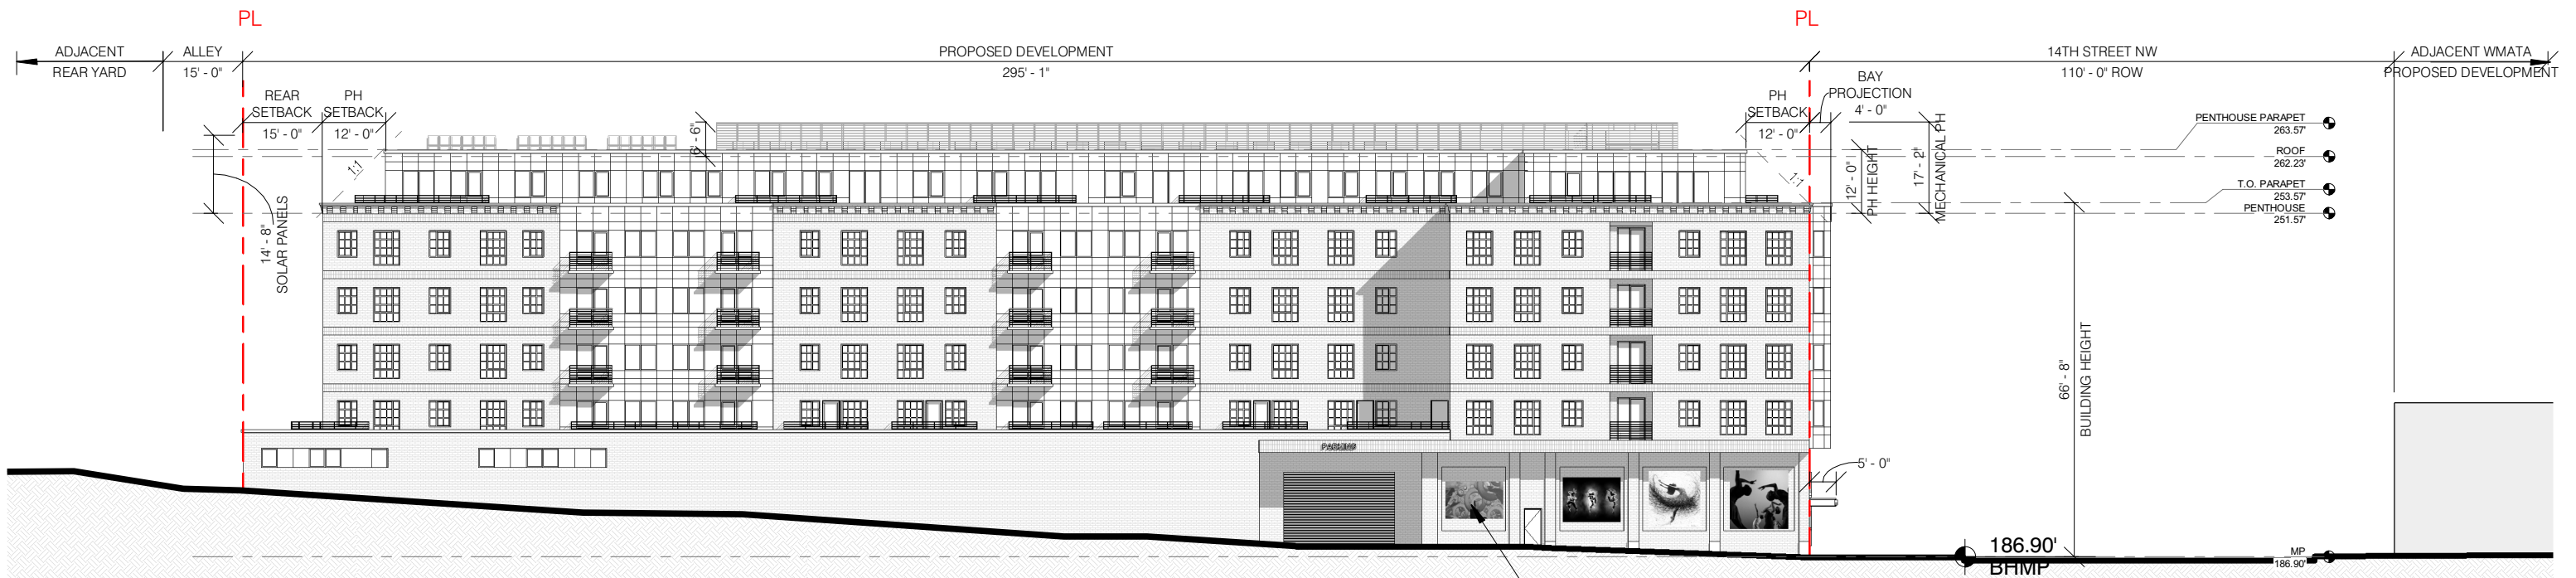 PL
PL
ADJACENT
REAR YARD
ALLEY
15' - 0"
PROPOSED DEVELOPMENT
295' - 1"
14TH STREET NW
110' - 0" ROW
ADJACENT WMATA
PROPOSED DEVELOPMENT
REAR
SETBACK
15' - 0"
PH
SETBACK
12' - 0"
6' - 6"
PH
SETBACK
12' - 0"
BAY
PROJECTION
4' - 0"
1:1
1:1
14' - 8"
SOLAR PANELS
12' - 0"
PH HEIGHT
17' - 2"
MECHANICAL PH
PENTHOUSE PARAPET
263.57'
ROOF
262.23'
T.O. PARAPET
253.57'
PENTHOUSE
251.57'
66' - 8"
BUILDING HEIGHT
PARKING
5' - 0"
186.90'
BHMP
MP
186.90'